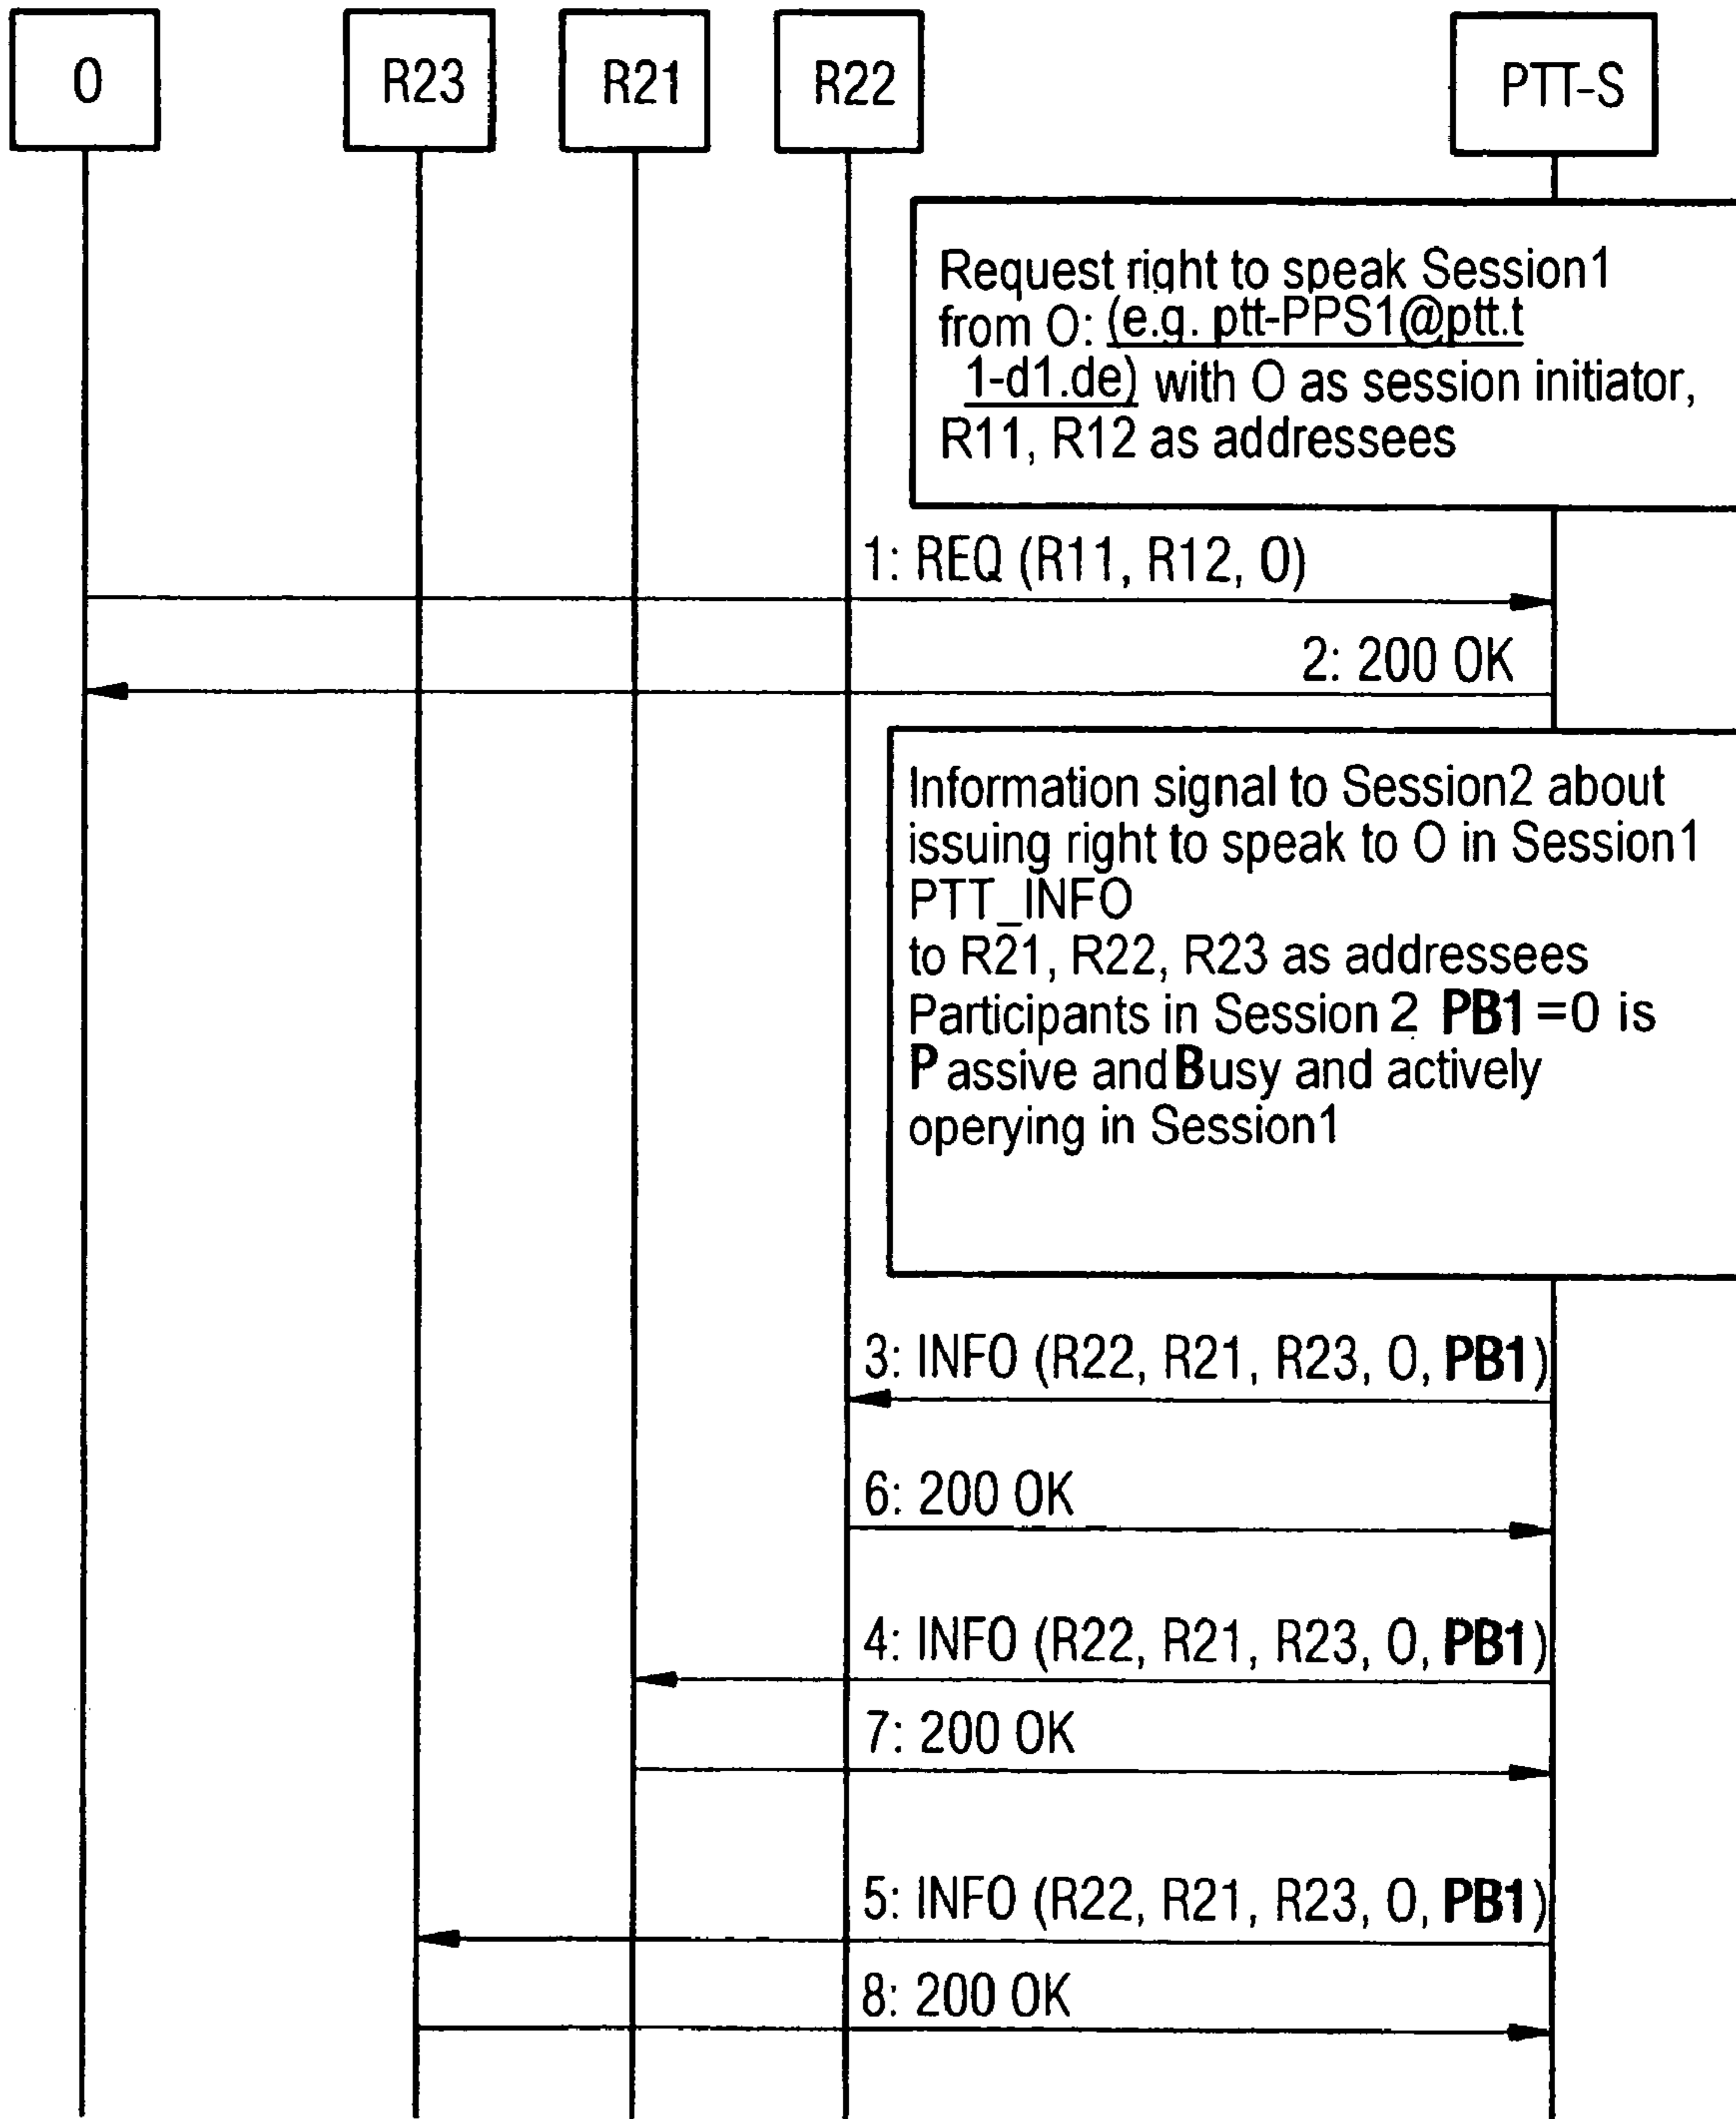 O
R23
R21
R22
PTT-S
Request right to speak Session1
from O: (e.g. ptt-PPS1@ptt.t
1-d1.de) with O as session initiator,
R11, R12 as addressees
1: REQ (R11, R12, O)
2: 200 OK
Information signal to Session2 about
issuing right to speak to O in Session1
PTT_INFO
to R21, R22, R23 as addressees
Participants in Session 2 PB1 =O is
Passive and Busy and actively
operying in Session1
3: INFO (R22, R21, R23, O, PB1)
6: 200 OK
4: INFO (R22, R21, R23, O, PB1)
7: 200 OK
5: INFO (R22, R21, R23, O, PB1)
8: 200 OK